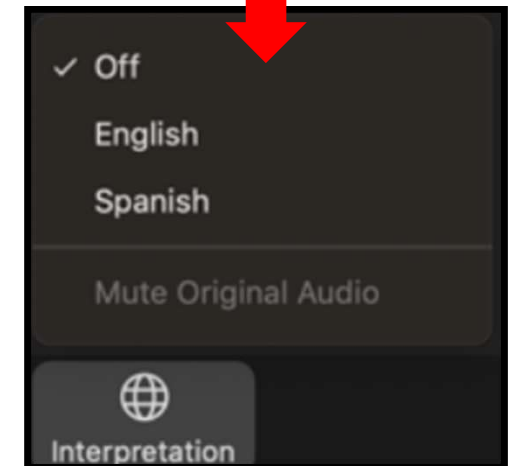 ✓ Off
English
Spanish
Mute Original Audio
Interpretation